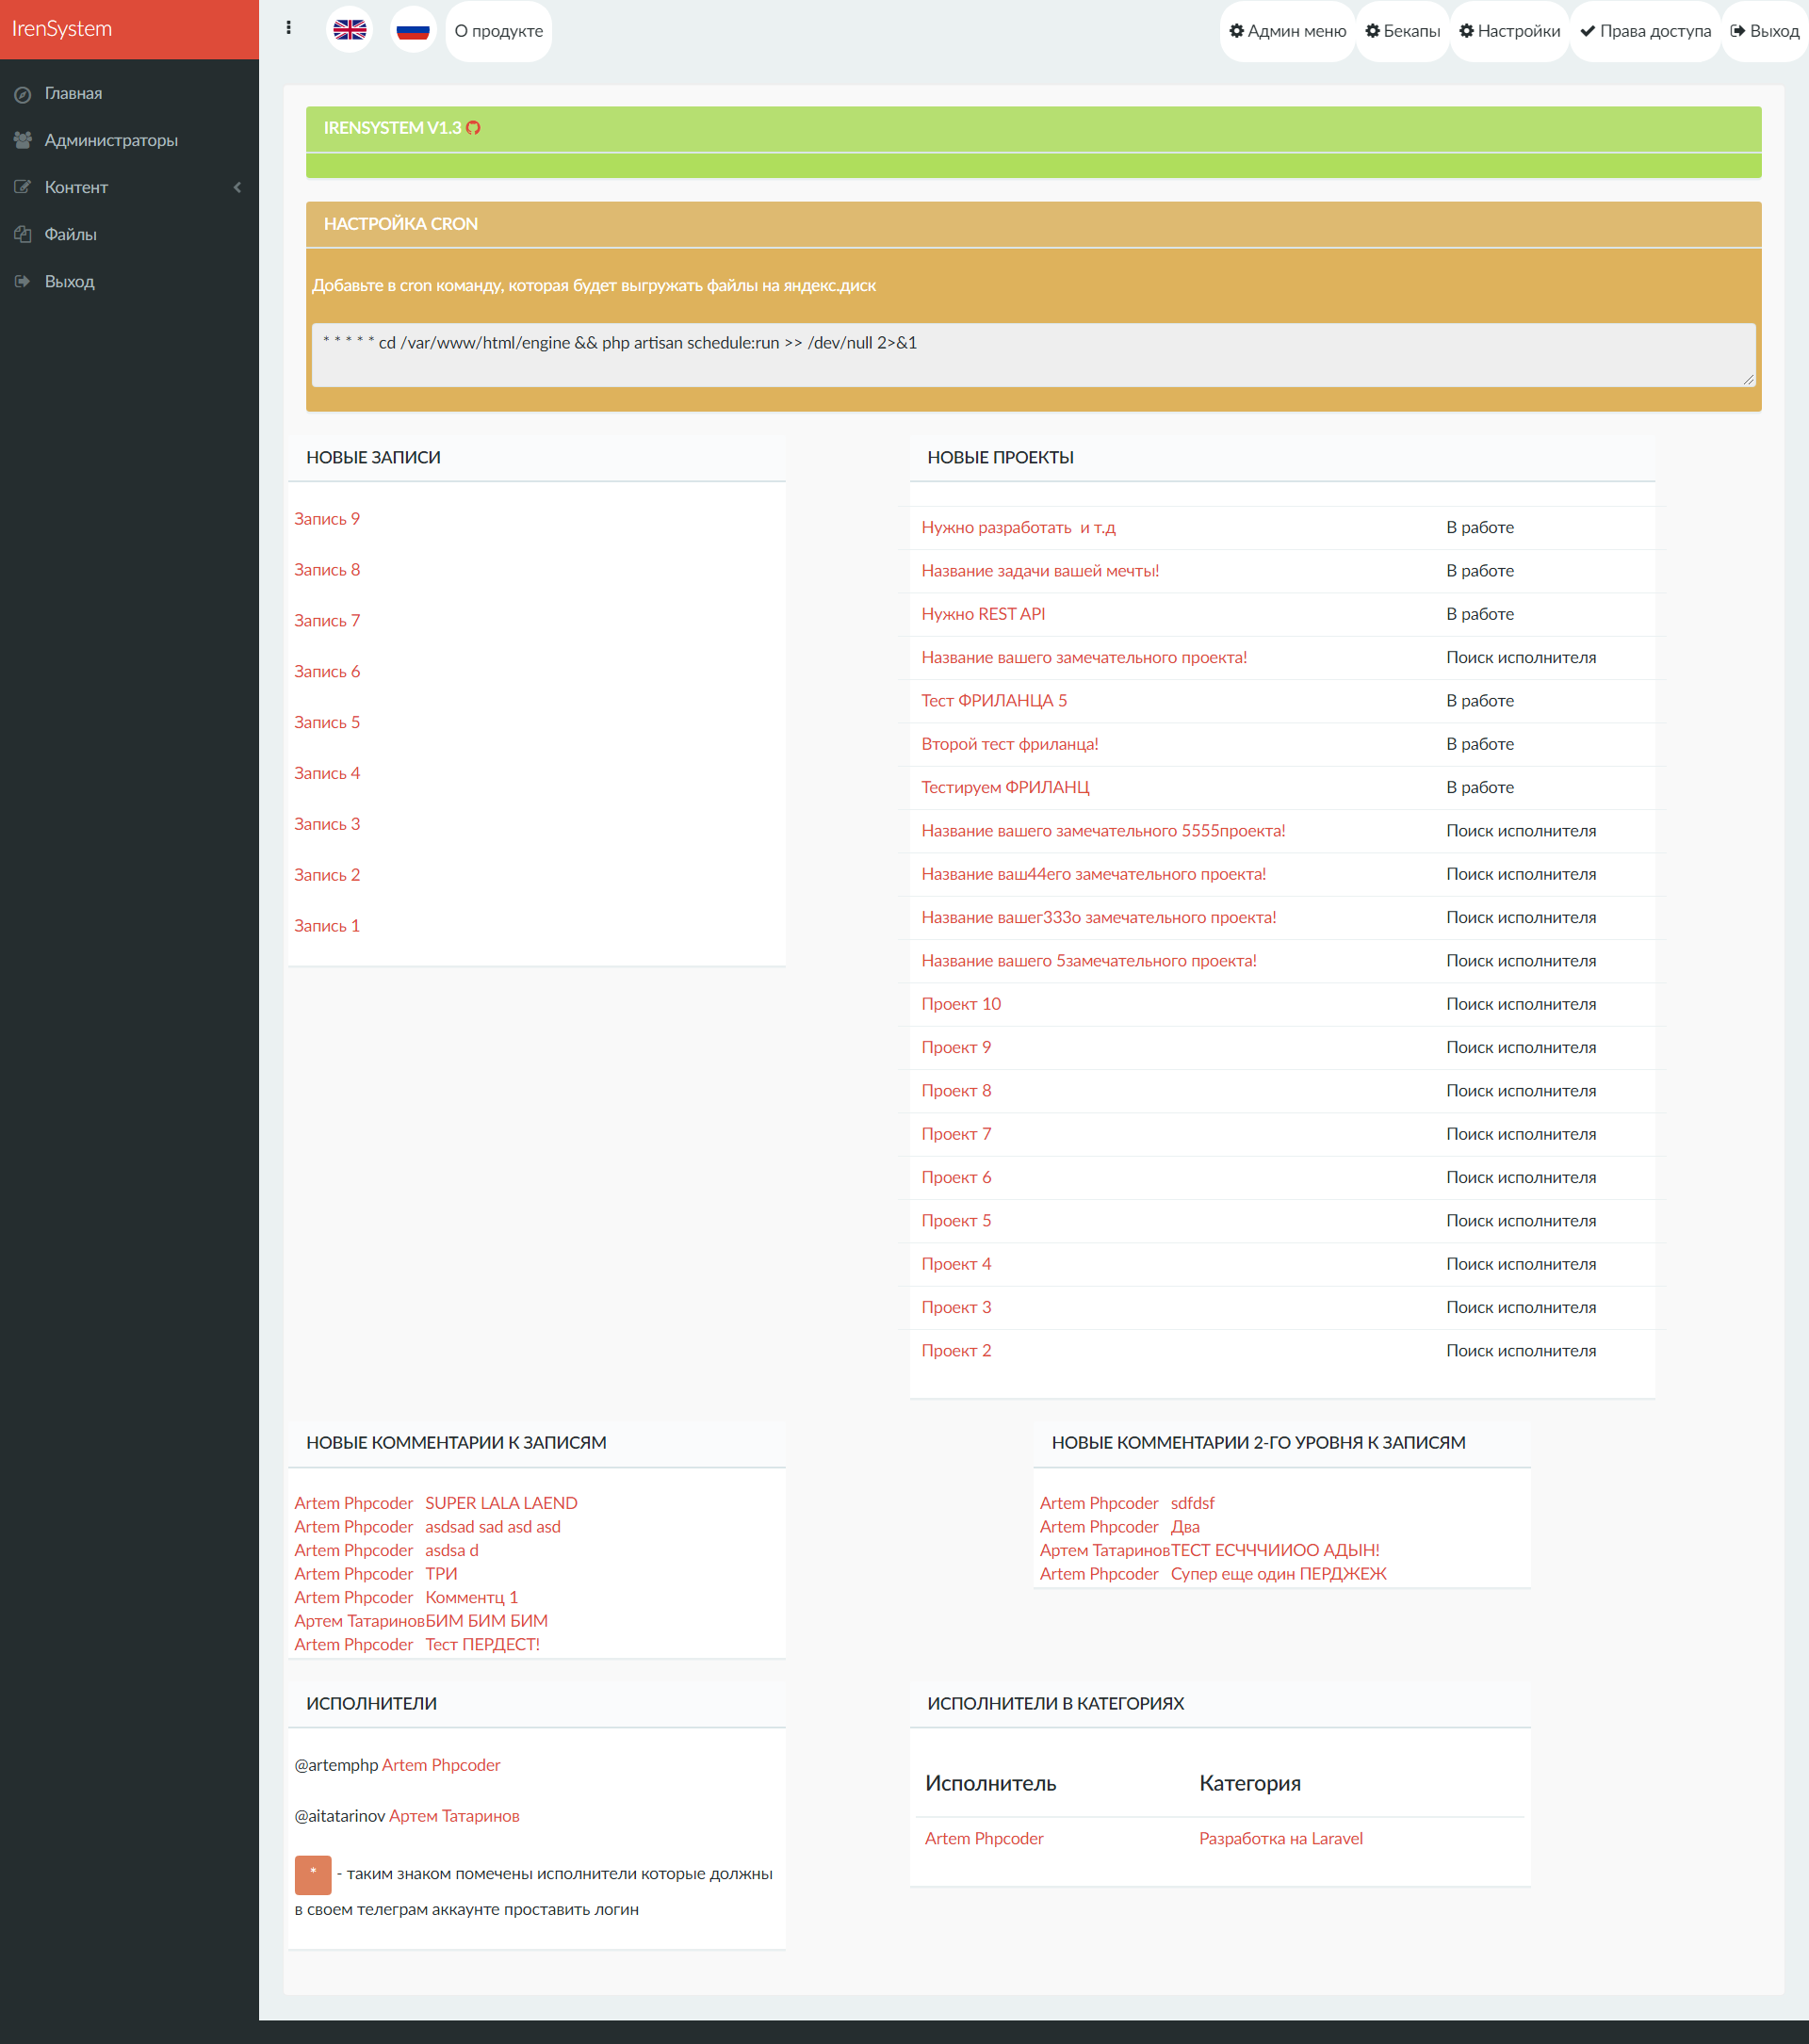 IrenSystem
О продукте
Админ меню
Бекапы
Настройки
Права доступа
Выход
Главная
Администраторы
Контент
Файлы
Выход
IRENSYSTEM V1.3
НАСТРОЙКА CRON
Добавьте в cron команду, которая будет выгружать файлы на яндекс.диск
* * * * * cd /var/www/html/engine && php artisan schedule:run >> /dev/null 2>&1
НОВЫЕ ЗАПИСИ
Запись 9
Запись 8
Запись 7
Запись 6
Запись 5
Запись 4
Запись 3
Запись 2
Запись 1
НОВЫЕ ПРОЕКТЫ
Нужно разработать и т.д В работе
Название задачи вашей мечты! В работе
Нужно REST API В работе
Название вашего замечательного проекта! Поиск исполнителя
Тест ФРИЛАНЦА 5 В работе
Второй тест фриланца! В работе
Тестируем ФРИЛАНЦ В работе
Название вашего замечательного 5555проекта! Поиск исполнителя
Название ваш44его замечательного проекта! Поиск исполнителя
Название вашег333о замечательного проекта! Поиск исполнителя
Название вашего 5замечательного проекта! Поиск исполнителя
Проект 10 Поиск исполнителя
Проект 9 Поиск исполнителя
Проект 8 Поиск исполнителя
Проект 7 Поиск исполнителя
Проект 6 Поиск исполнителя
Проект 5 Поиск исполнителя
Проект 4 Поиск исполнителя
Проект 3 Поиск исполнителя
Проект 2 Поиск исполнителя
НОВЫЕ КОММЕНТАРИИ К ЗАПИСЯМ
Artem Phpcoder SUPER LALA LAEND
Artem Phpcoder asdsad sad asd asd
Artem Phpcoder asdsa d
Artem Phpcoder ТРИ
Artem Phpcoder Комментц 1
Артем ТатариновБИМ БИМ БИМ
Artem Phpcoder Тест ПЕРДЕСТ!
НОВЫЕ КОММЕНТАРИИ 2-ГО УРОВНЯ К ЗАПИСЯМ
Artem Phpcoder sdfdsf
Artem Phpcoder Два
Артем ТатариновТЕСТ ЕСЧЧЧИИОО АДЫН!
Artem Phpcoder Супер еще один ПЕРДЖЕЖ
ИСПОЛНИТЕЛИ
@artemphp Artem Phpcoder
@aitatarinov Артем Татаринов
* - таким знаком помечены исполнители которые должны
в своем телеграм аккаунте проставить логин
ИСПОЛНИТЕЛИ В КАТЕГОРИЯХ
Исполнитель Категория
Artem Phpcoder Разработка на Laravel